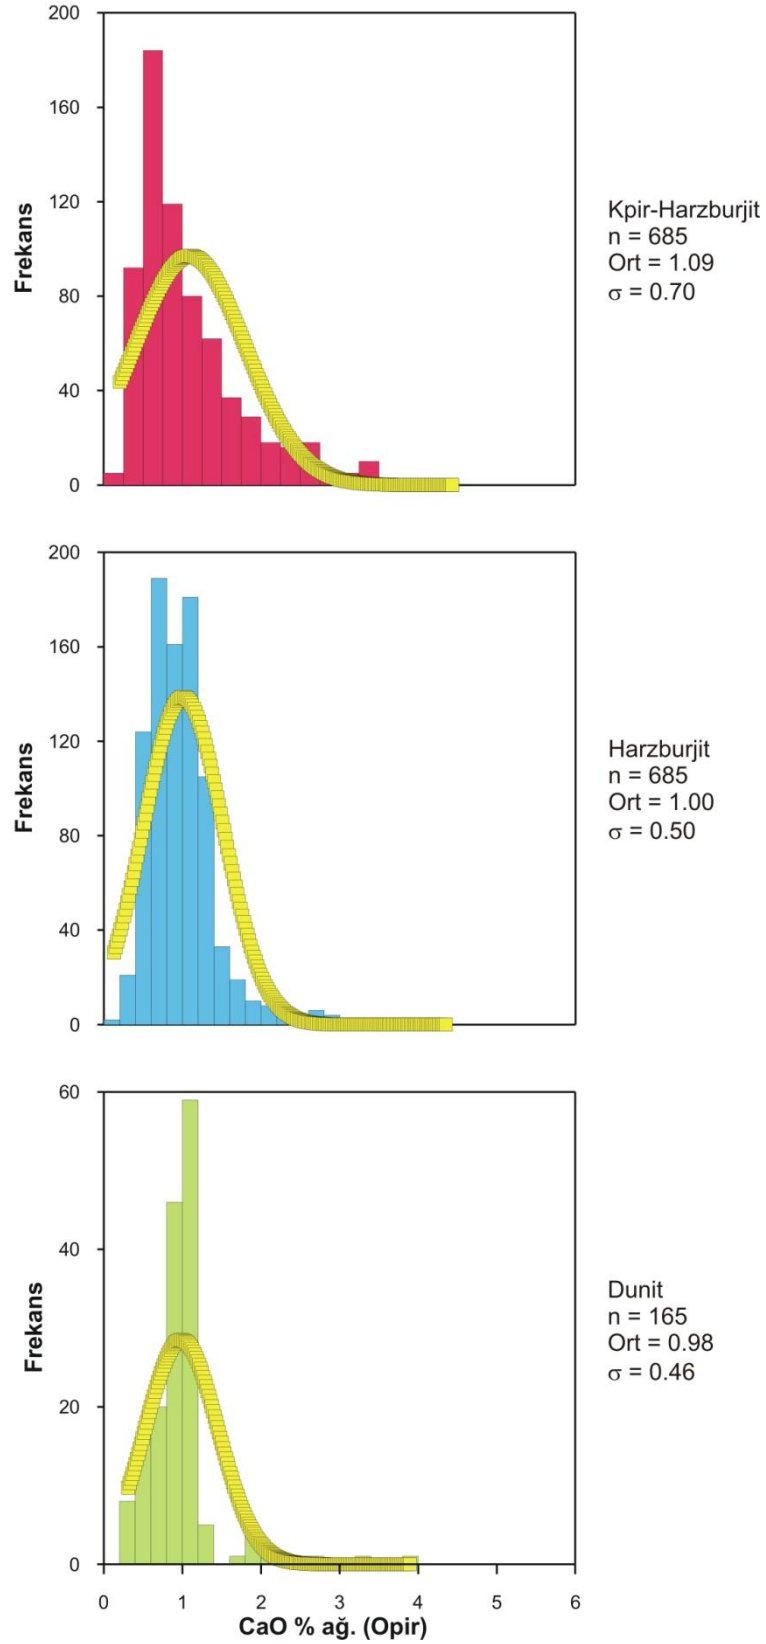 200
160
120
80
40
0
Frekans
Kpir-Harzburjit
n = 685
Ort = 1.09
σ = 0.70
200
160
120
80
40
0
Frekans
Harzburjit
n = 685
Ort = 1.00
σ = 0.50
60
40
20
0
Frekans
Dunit
n = 165
Ort = 0.98
σ = 0.46
0 1 2 3 4 5 6
CaO % ağ. (Opir)